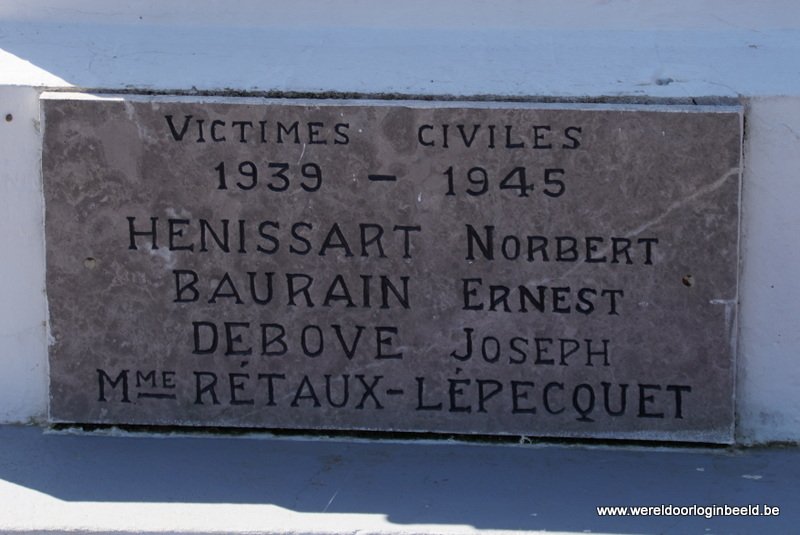 VICTIMES CIVILES
1939 - 1945
HENISSART NORBERT
BAURAIN ERNEST
DEBOVE JOSEPH
MME RÉTAUX-LÉPECQUET
www.wereldoorloginbeeld.be